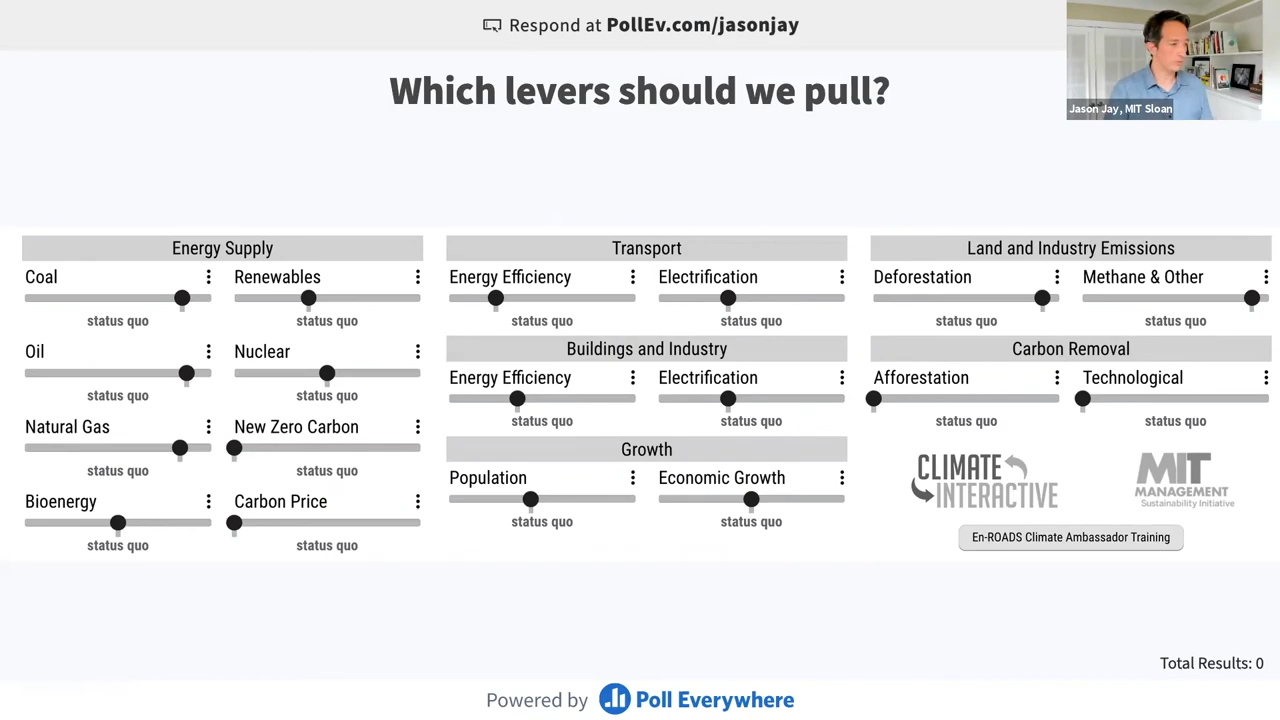 Respond at PollEv.com/jasonjay
Jason Jay, MIT Sloan
Which levers should we pull?
Energy Supply
Coal
status quo
Renewables
status quo
Oil
status quo
Nuclear
status quo
Natural Gas
status quo
New Zero Carbon
status quo
Bioenergy
status quo
Carbon Price
status quo
Transport
Energy Efficiency
status quo
Electrification
status quo
Buildings and Industry
Energy Efficiency
status quo
Electrification
status quo
Growth
Population
status quo
Economic Growth
status quo
Land and Industry Emissions
Deforestation
status quo
Methane & Other
status quo
Carbon Removal
Afforestation
status quo
Technological
status quo
CLIMATE
INTERACTIVE
MIT
MANAGEMENT
Sustainability Initiative
En-ROADS Climate Ambassador Training
Total Results: 0
Powered by Poll Everywhere